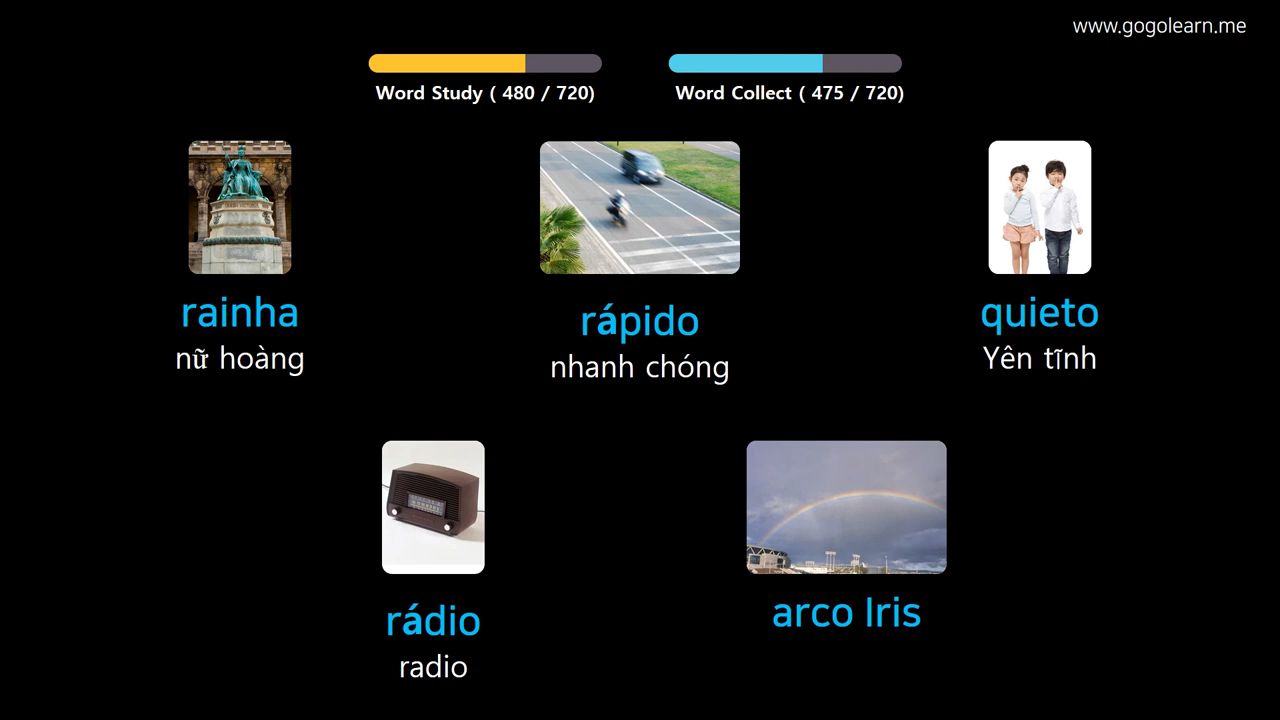 www.gogolearn.me
Word Study ( 480 / 720)
Word Collect ( 475 / 720)
rainha
nữ hoàng
rápido
nhanh chóng
quieto
Yên tĩnh
rádio
radio
arco Iris